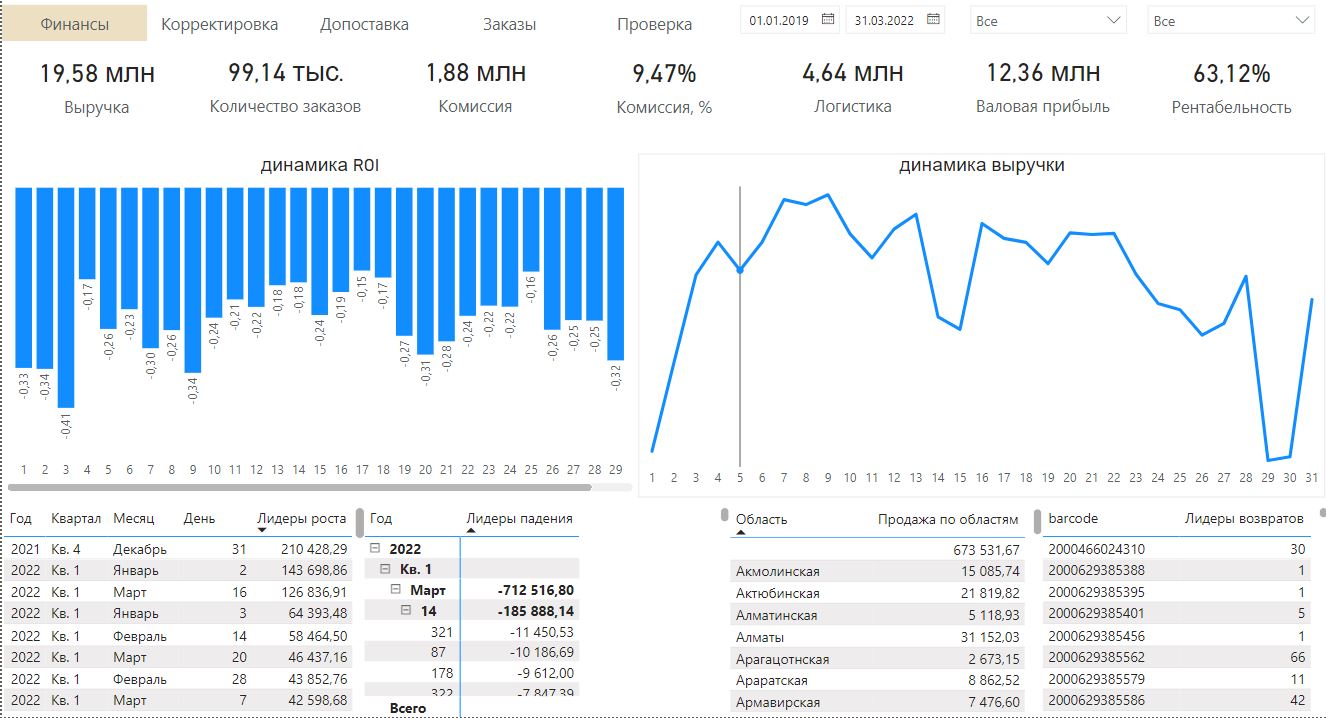 Финансы Корректировка Допоставка Заказы Проверка 01.01.2019 31.03.2022 Все Все
19,58 млн 99,14 тыс. 1,88 млн 9,47% 4,64 млн 12,36 млн 63,12%
Выручка Количество заказов Комиссия Комиссия, % Логистика Валовая прибыль Рентабельность
динамика ROI
-0,33 -0,34 -0,41 -0,17 -0,26 -0,23 -0,30 -0,26 -0,34 -0,24 -0,21 -0,22 -0,18 -0,18 -0,24 -0,19 -0,15 -0,17 -0,27 -0,31 -0,28 -0,24 -0,22 -0,22 -0,16 -0,26 -0,25 -0,25 -0,32
1 2 3 4 5 6 7 8 9 10 11 12 13 14 15 16 17 18 19 20 21 22 23 24 25 26 27 28 29
динамика выручки
1 2 3 4 5 6 7 8 9 10 11 12 13 14 15 16 17 18 19 20 21 22 23 24 25 26 27 28 29 30 31
Год Квартал Месяц День Лидеры роста
2021 Кв. 4 Декабрь 31 210 428,29
2022 Кв. 1 Январь 2 143 698,86
2022 Кв. 1 Март 16 126 836,91
2022 Кв. 1 Январь 3 64 393,48
2022 Кв. 1 Февраль 14 58 464,50
2022 Кв. 1 Март 20 46 437,16
2022 Кв. 1 Февраль 28 43 852,76
2022 Кв. 1 Март 7 42 598,68
Год Лидеры падения
2022
Кв. 1
Март -712 516,80
14 -185 888,14
321 -11 450,53
87 -10 186,69
178 -9 612,00
322 -7 847,39
Всего
Область Продажа по областям
673 531,67
Акмолинская 15 085,74
Актюбинская 21 819,82
Алматинская 5 118,93
Алматы 31 152,03
Арагацотнская 2 673,15
Араратская 8 862,52
Армавирская 7 476,60
barcode Лидеры возвратов
2000466024310 30
2000629385388 1
2000629385395 1
2000629385401 5
2000629385456 1
2000629385562 66
2000629385579 11
2000629385586 42